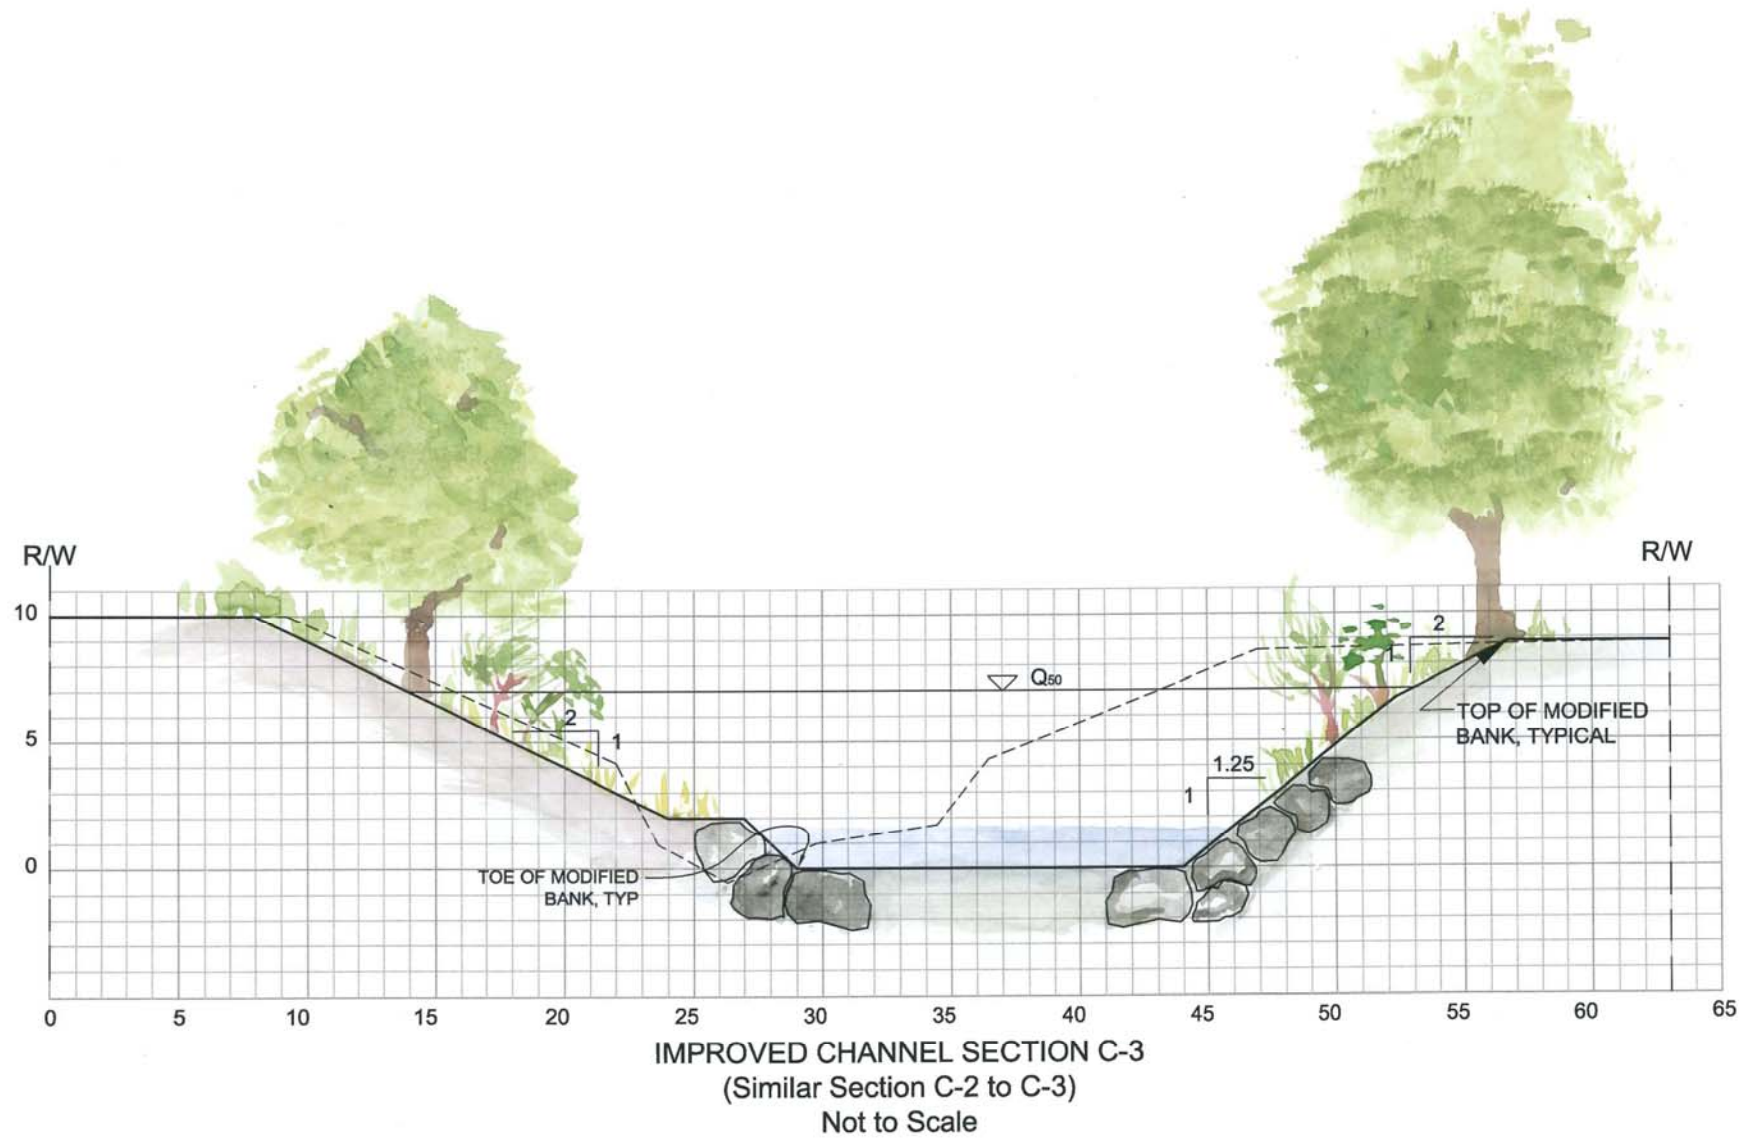 R/W
R/W
10
2
Q50
2
1
TOP OF MODIFIED
BANK, TYPICAL
5
1
1.25
1
0
TOE OF MODIFIED
BANK, TYP
0 5 10 15 20 25 30 35 40 45 50 55 60 65
IMPROVED CHANNEL SECTION C-3
(Similar Section C-2 to C-3)
Not to Scale